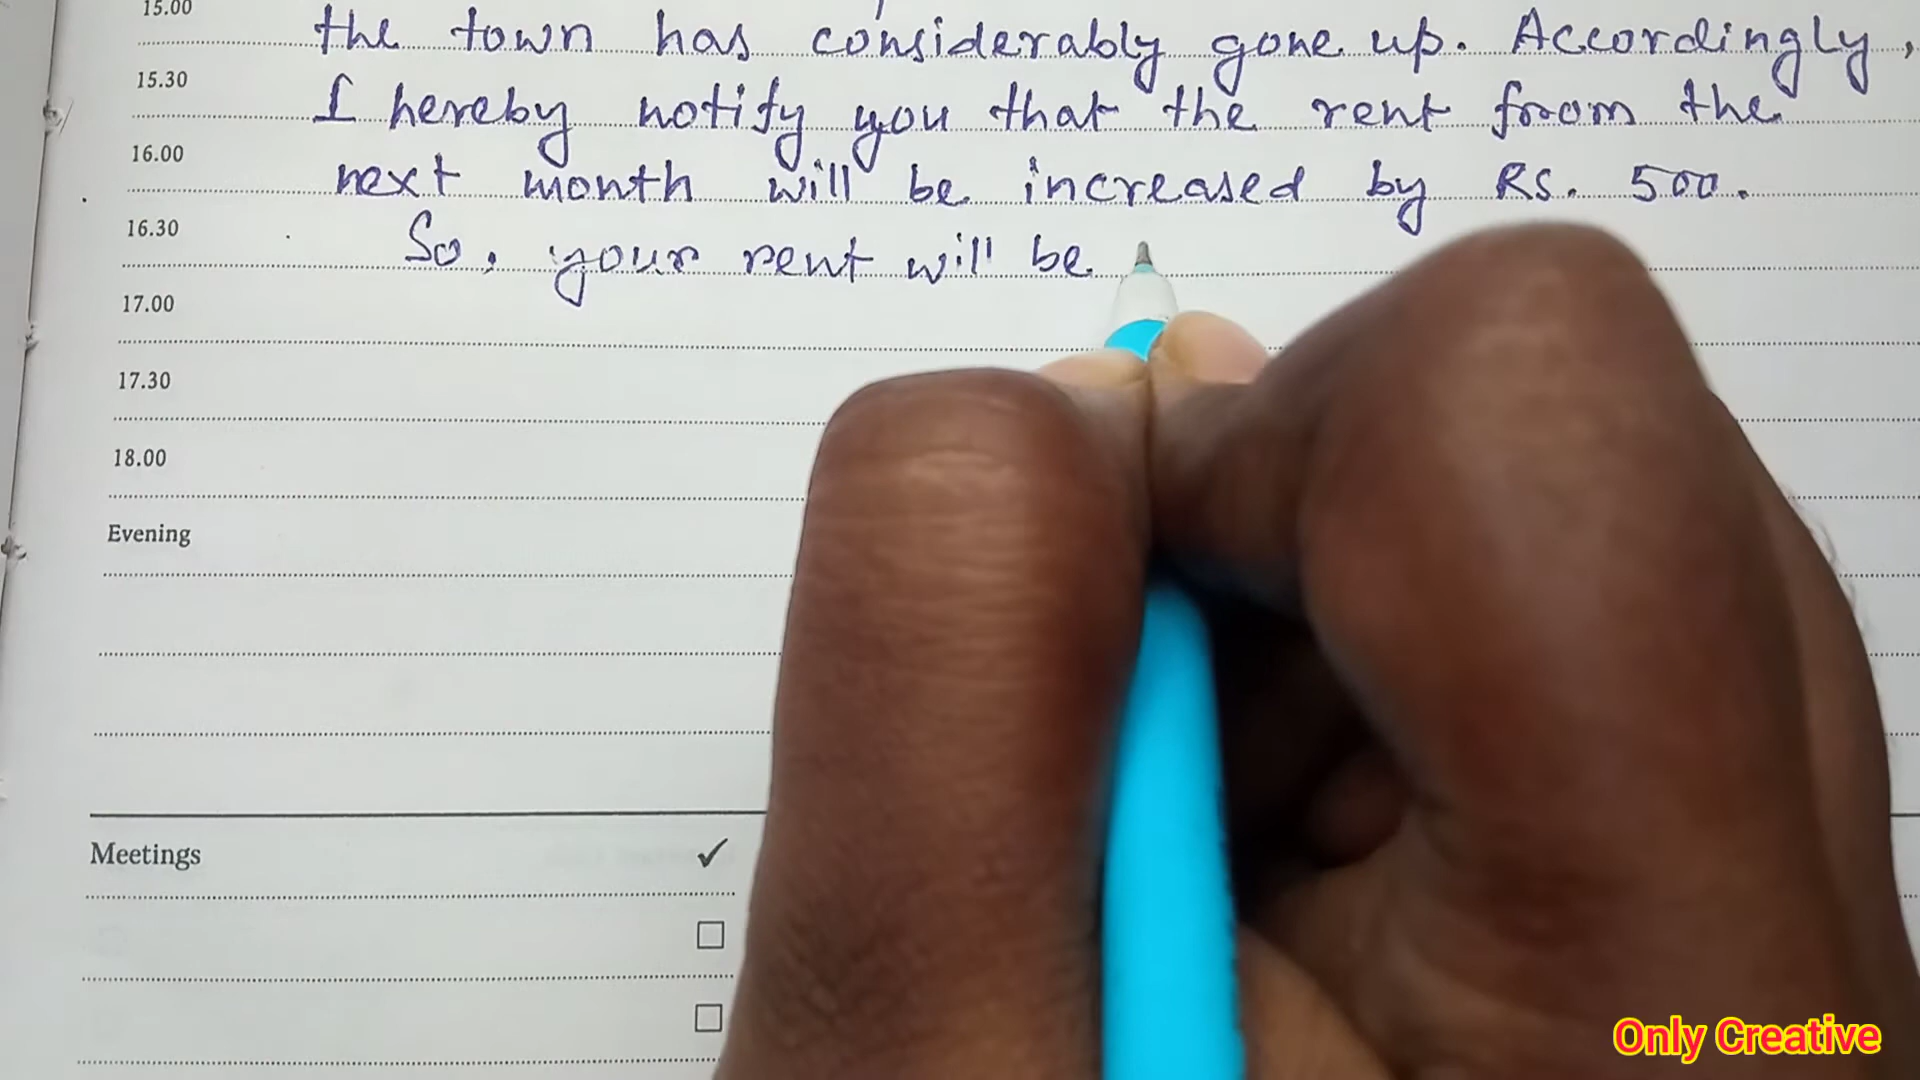 15.00
the town has considerably gone up. Accordingly,
15.30
I hereby notify you that the rent from the
16.00
next month will be increased by Rs. 500.
16.30
So, your rent will be
17.00
17.30
18.00
Evening
Meetings ✓
Only Creative